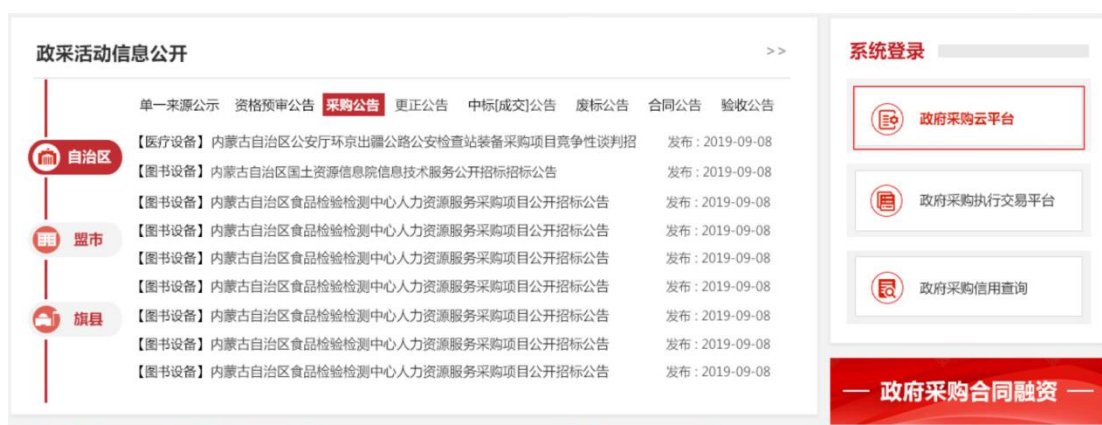 政采活动信息公开 >>
单一来源公示 资格预审公告 采购公告 更正公告 中标[成交]公告 废标公告 合同公告 验收公告
【医疗设备】内蒙古自治区公安厅环京出疆公路公安检查站装备采购项目竞争性谈判招 发布 : 2019-09-08
自治区
【图书设备】内蒙古自治区国土资源信息院信息技术服务公开招标招标公告 发布 : 2019-09-08
【图书设备】内蒙古自治区食品检验检测中心人力资源服务采购项目公开招标公告 发布 : 2019-09-08
【图书设备】内蒙古自治区食品检验检测中心人力资源服务采购项目公开招标公告 发布 : 2019-09-08
盟市
【图书设备】内蒙古自治区食品检验检测中心人力资源服务采购项目公开招标公告 发布 : 2019-09-08
【图书设备】内蒙古自治区食品检验检测中心人力资源服务采购项目公开招标公告 发布 : 2019-09-08
【图书设备】内蒙古自治区食品检验检测中心人力资源服务采购项目公开招标公告 发布 : 2019-09-08
旗县
【图书设备】内蒙古自治区食品检验检测中心人力资源服务采购项目公开招标公告 发布 : 2019-09-08
【图书设备】内蒙古自治区食品检验检测中心人力资源服务采购项目公开招标公告 发布 : 2019-09-08
系统登录
政府采购云平台
政府采购执行交易平台
政府采购信用查询
政府采购合同融资